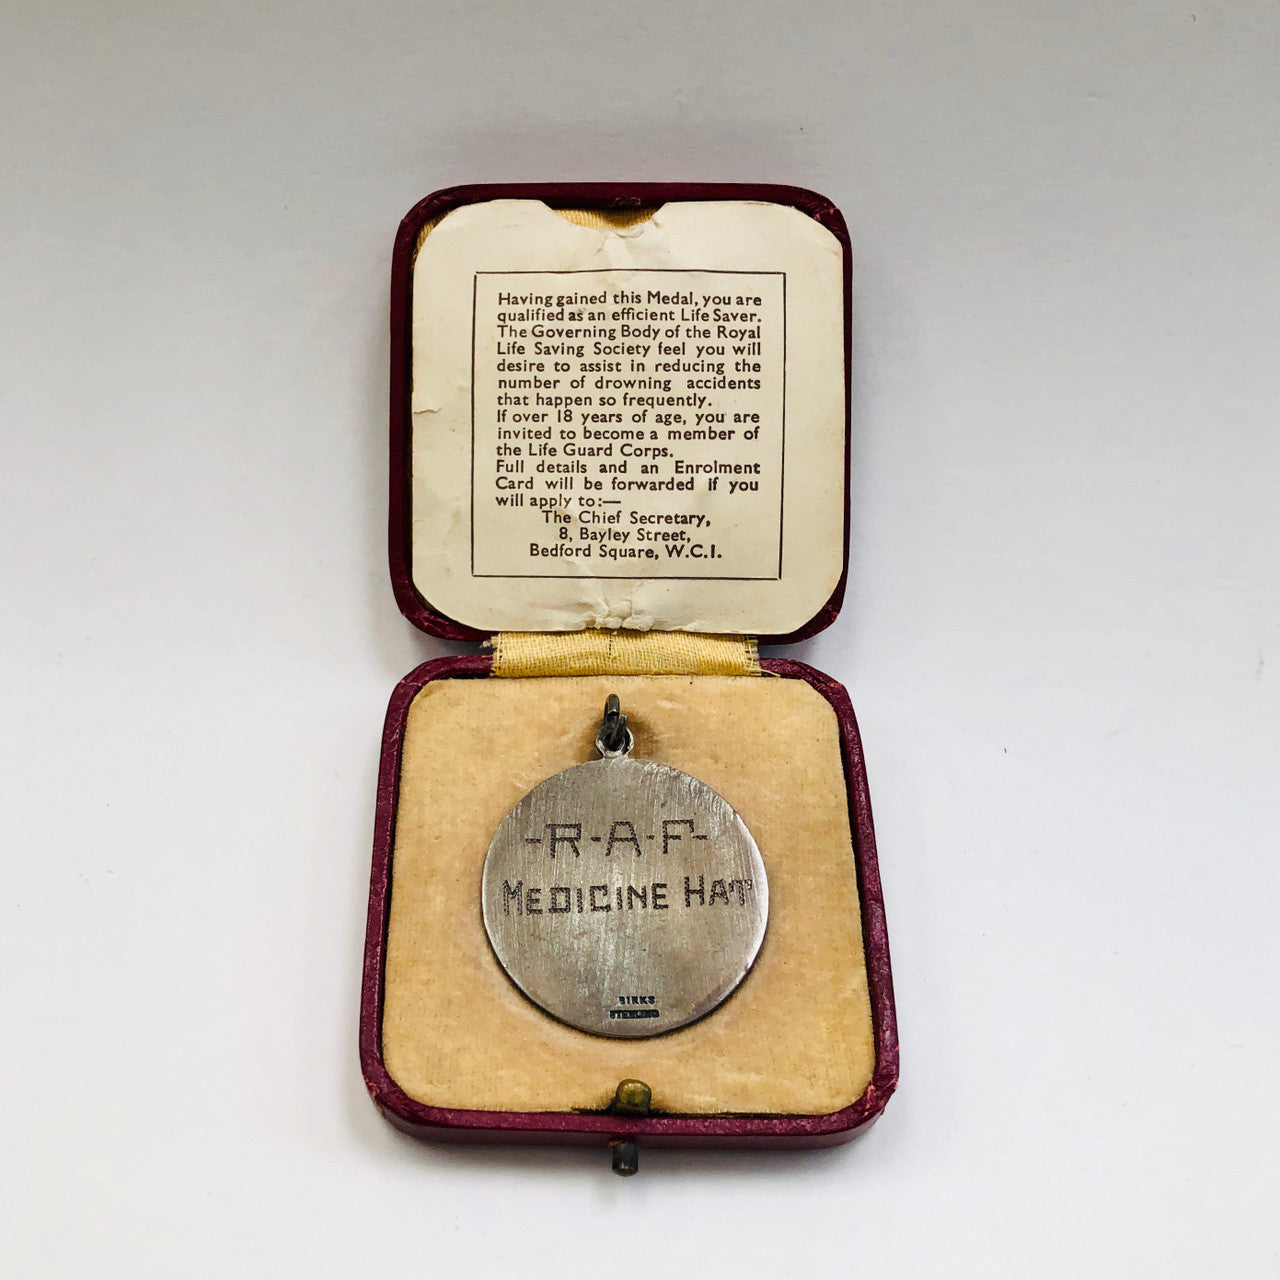 Having gained this Medal, you are
qualified as an efficient Life Saver.
The Governing Body of the Royal
Life Saving Society feel you will
desire to assist in reducing the
number of drowning accidents
that happen so frequently.
If over 18 years of age, you are
invited to become a member of
the Life Guard Corps.
Full details and an Enrolment
Card will be forwarded if you
will apply to:—
The Chief Secretary,
8, Bayley Street,
Bedford Square, W.C.1.
-R-A-F-
MEDICINE HAT
BIRKS
STERLING